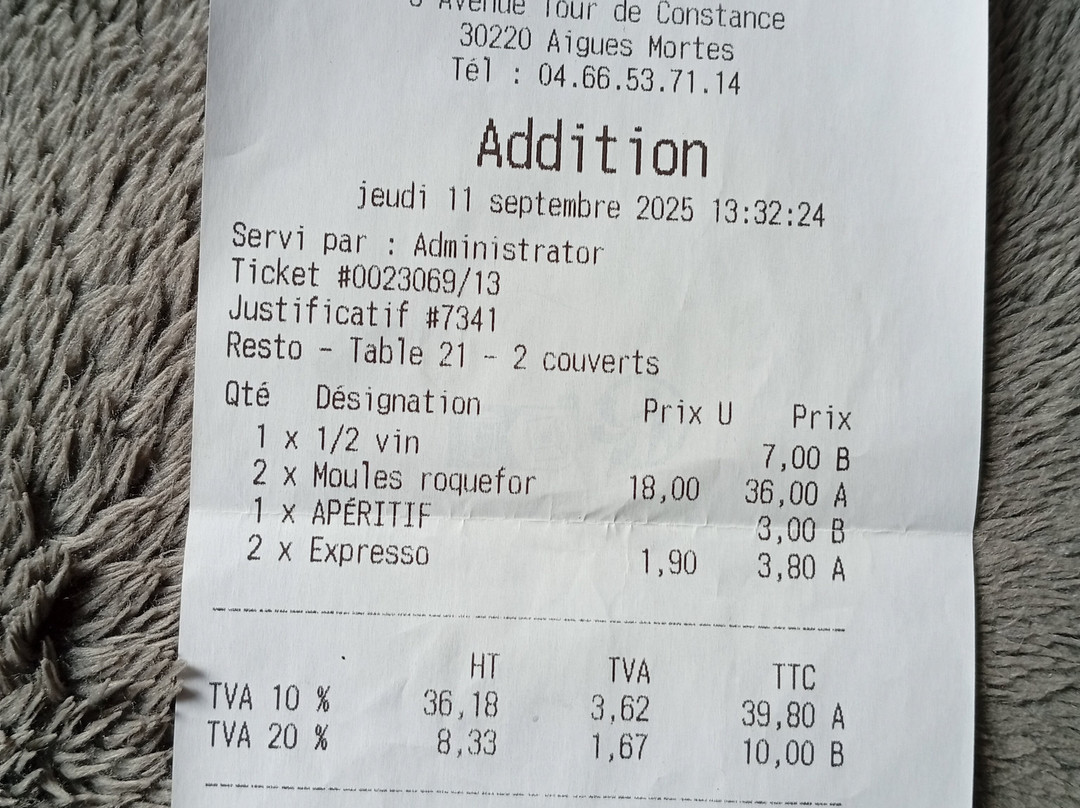 Avenue Tour de Constance
30220 Aigues Mortes
Tél : 04.66.53.71.14
Addition
jeudi 11 septembre 2025 13:32:24
Servi par : Administrator
Ticket #0023069/13
Justificatif #7341
Resto - Table 21 - 2 couverts
Qté Désignation Prix U Prix
1 x 1/2 vin 7,00 B
2 x Moules roquefor 18,00 36,00 A
1 x APÉRITIF 3,00 B
2 x Expresso 1,90 3,80 A
HT TVA TTC
TVA 10 % 36,18 3,62 39,80 A
TVA 20 % 8,33 1,67 10,00 B